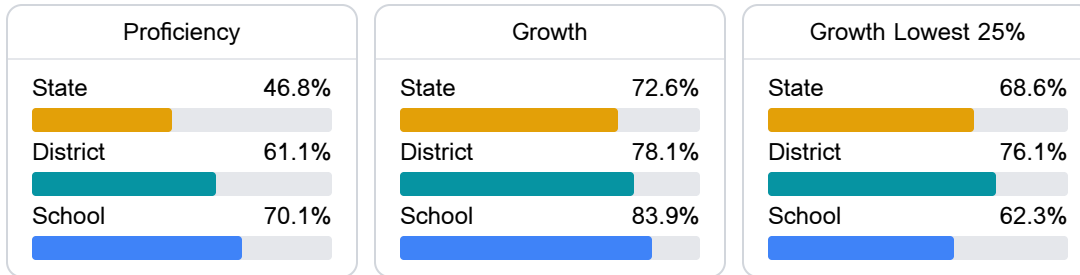 Proficiency
State 46.8%
District 61.1%
School 70.1%
Growth
State 72.6%
District 78.1%
School 83.9%
Growth Lowest 25%
State 68.6%
District 76.1%
School 62.3%